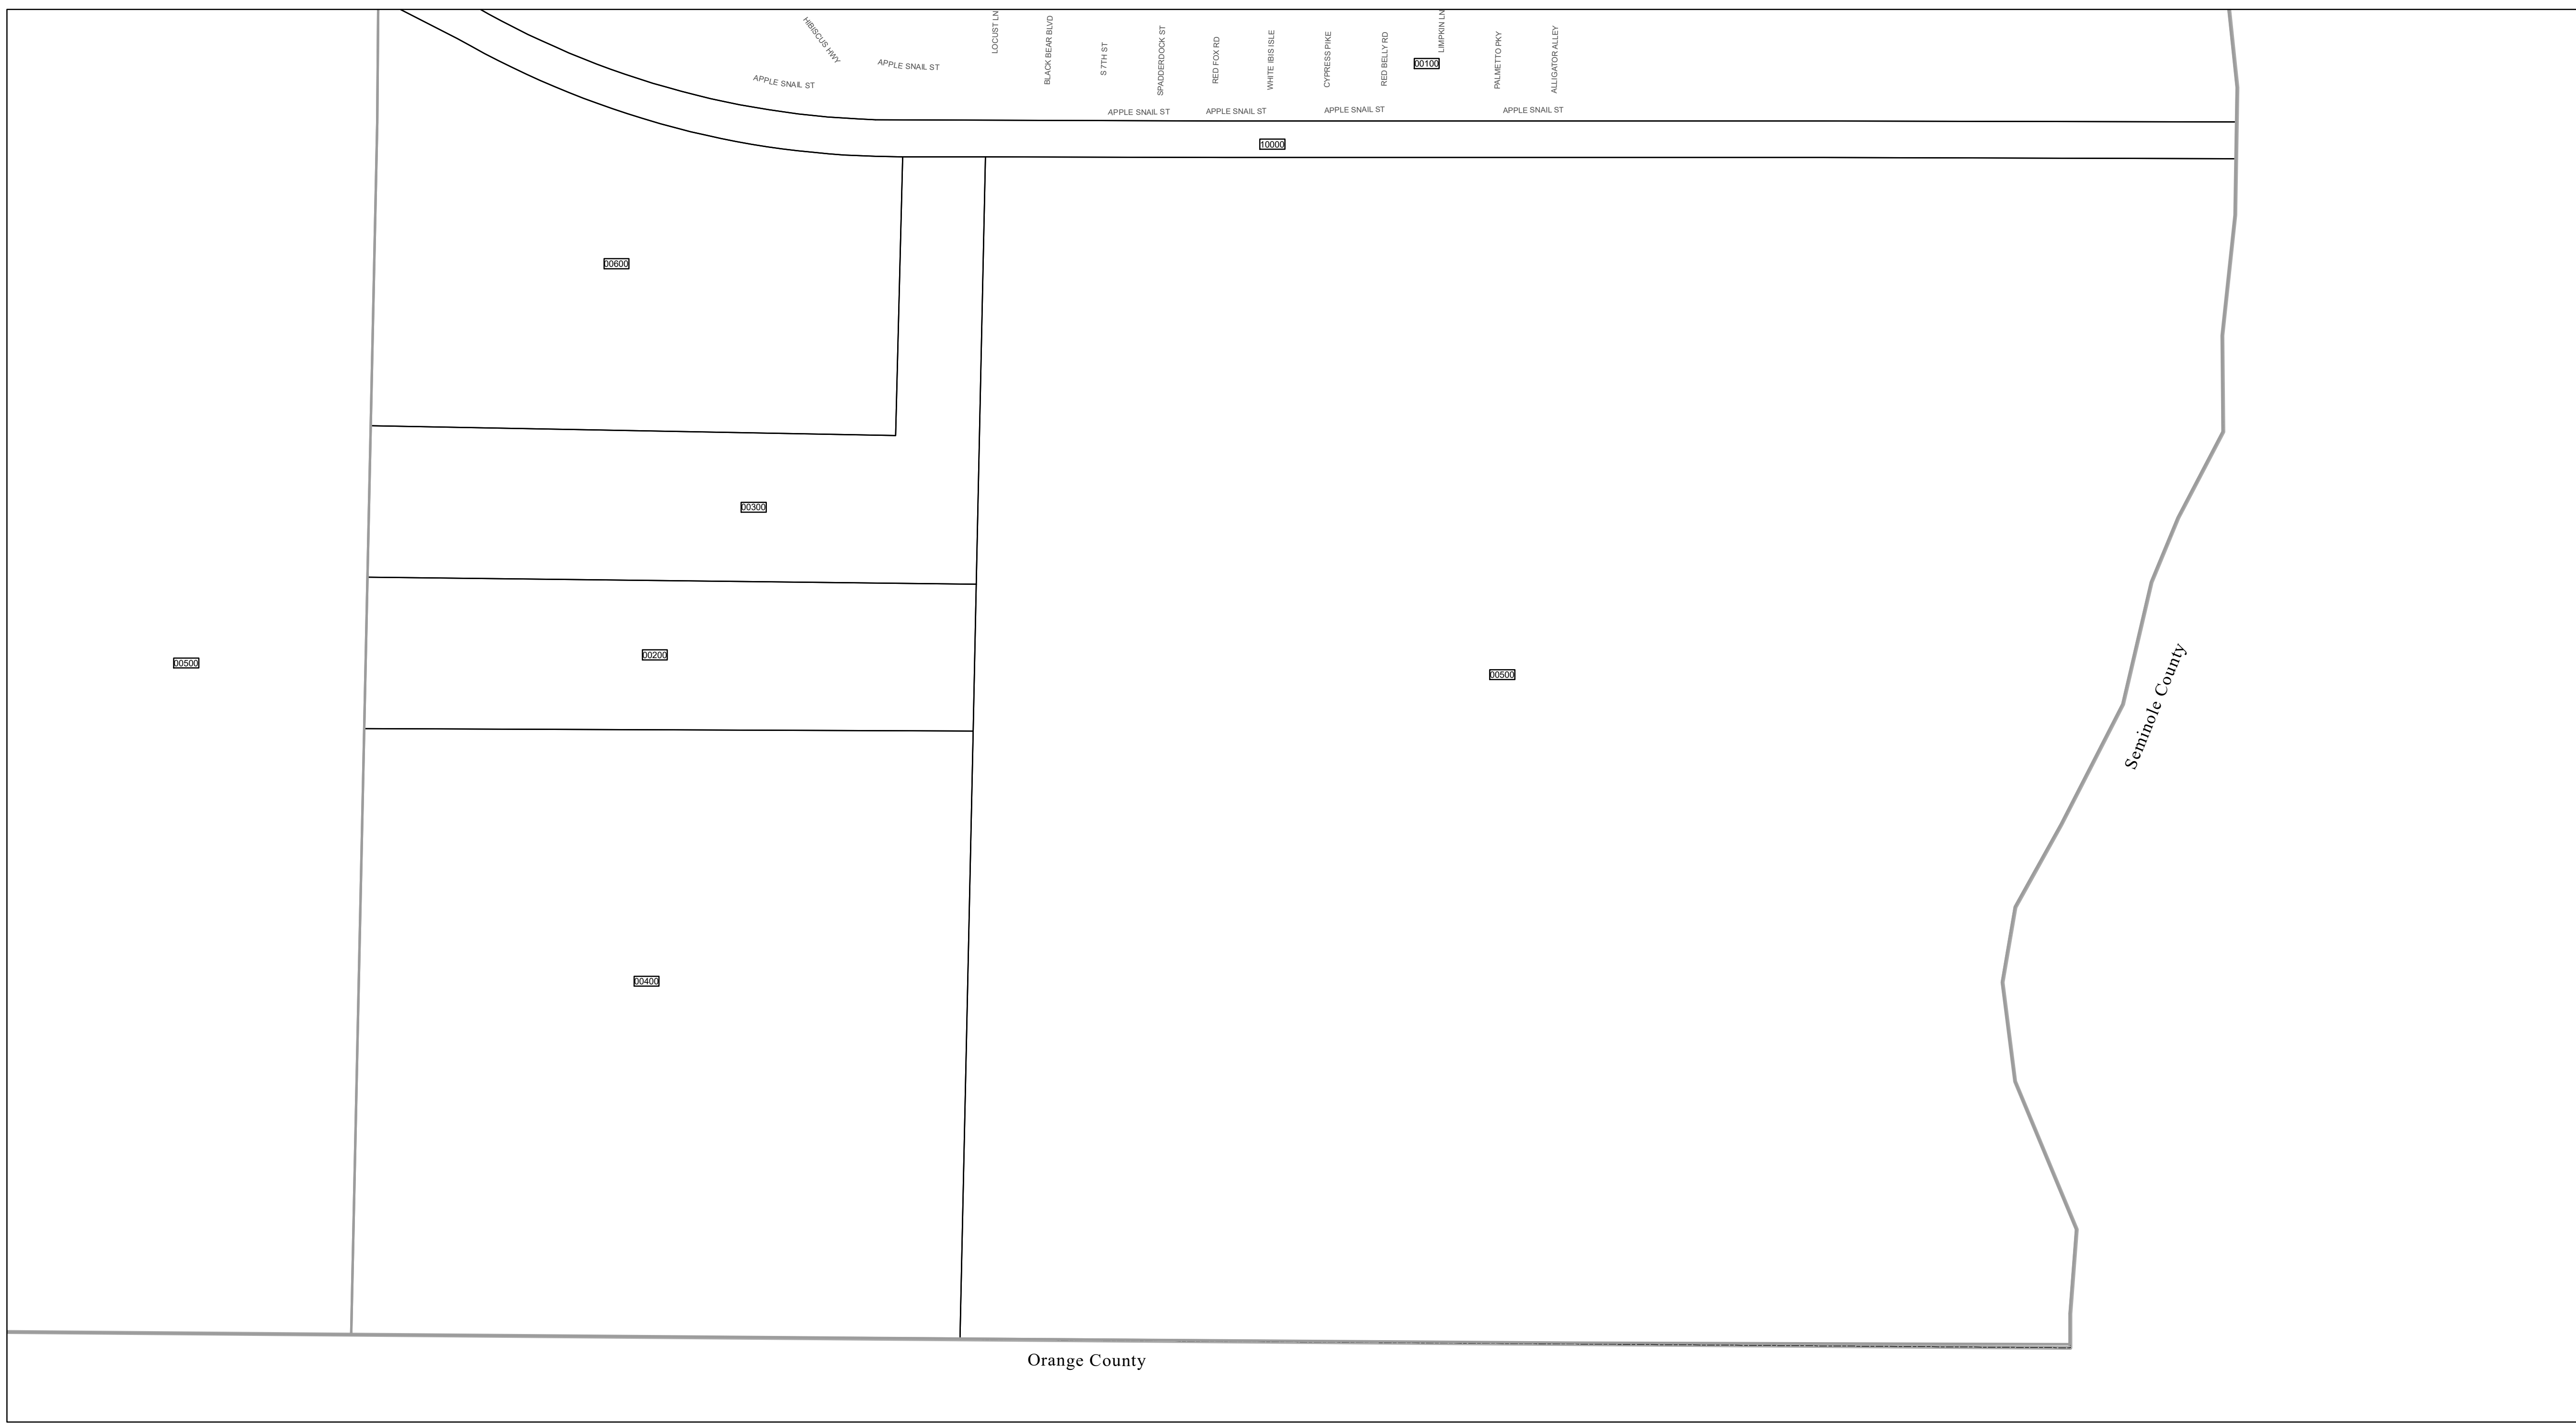 HIBISCUS HWY
LOCUST LN
BLACK BEAR BLVD
S 7TH ST
SPADDERDOCK ST
RED FOX RD
WHITE IBIS ISLE
CYPRESS PIKE
RED BELLY RD
LIMPKIN LN
PALMETTO PKY
ALLIGATOR ALLEY
00100
APPLE SNAIL ST
APPLE SNAIL ST
APPLE SNAIL ST
APPLE SNAIL ST
APPLE SNAIL ST
APPLE SNAIL ST
10000
00600
00300
00200
00500
00500
Seminole County
00400
Orange County